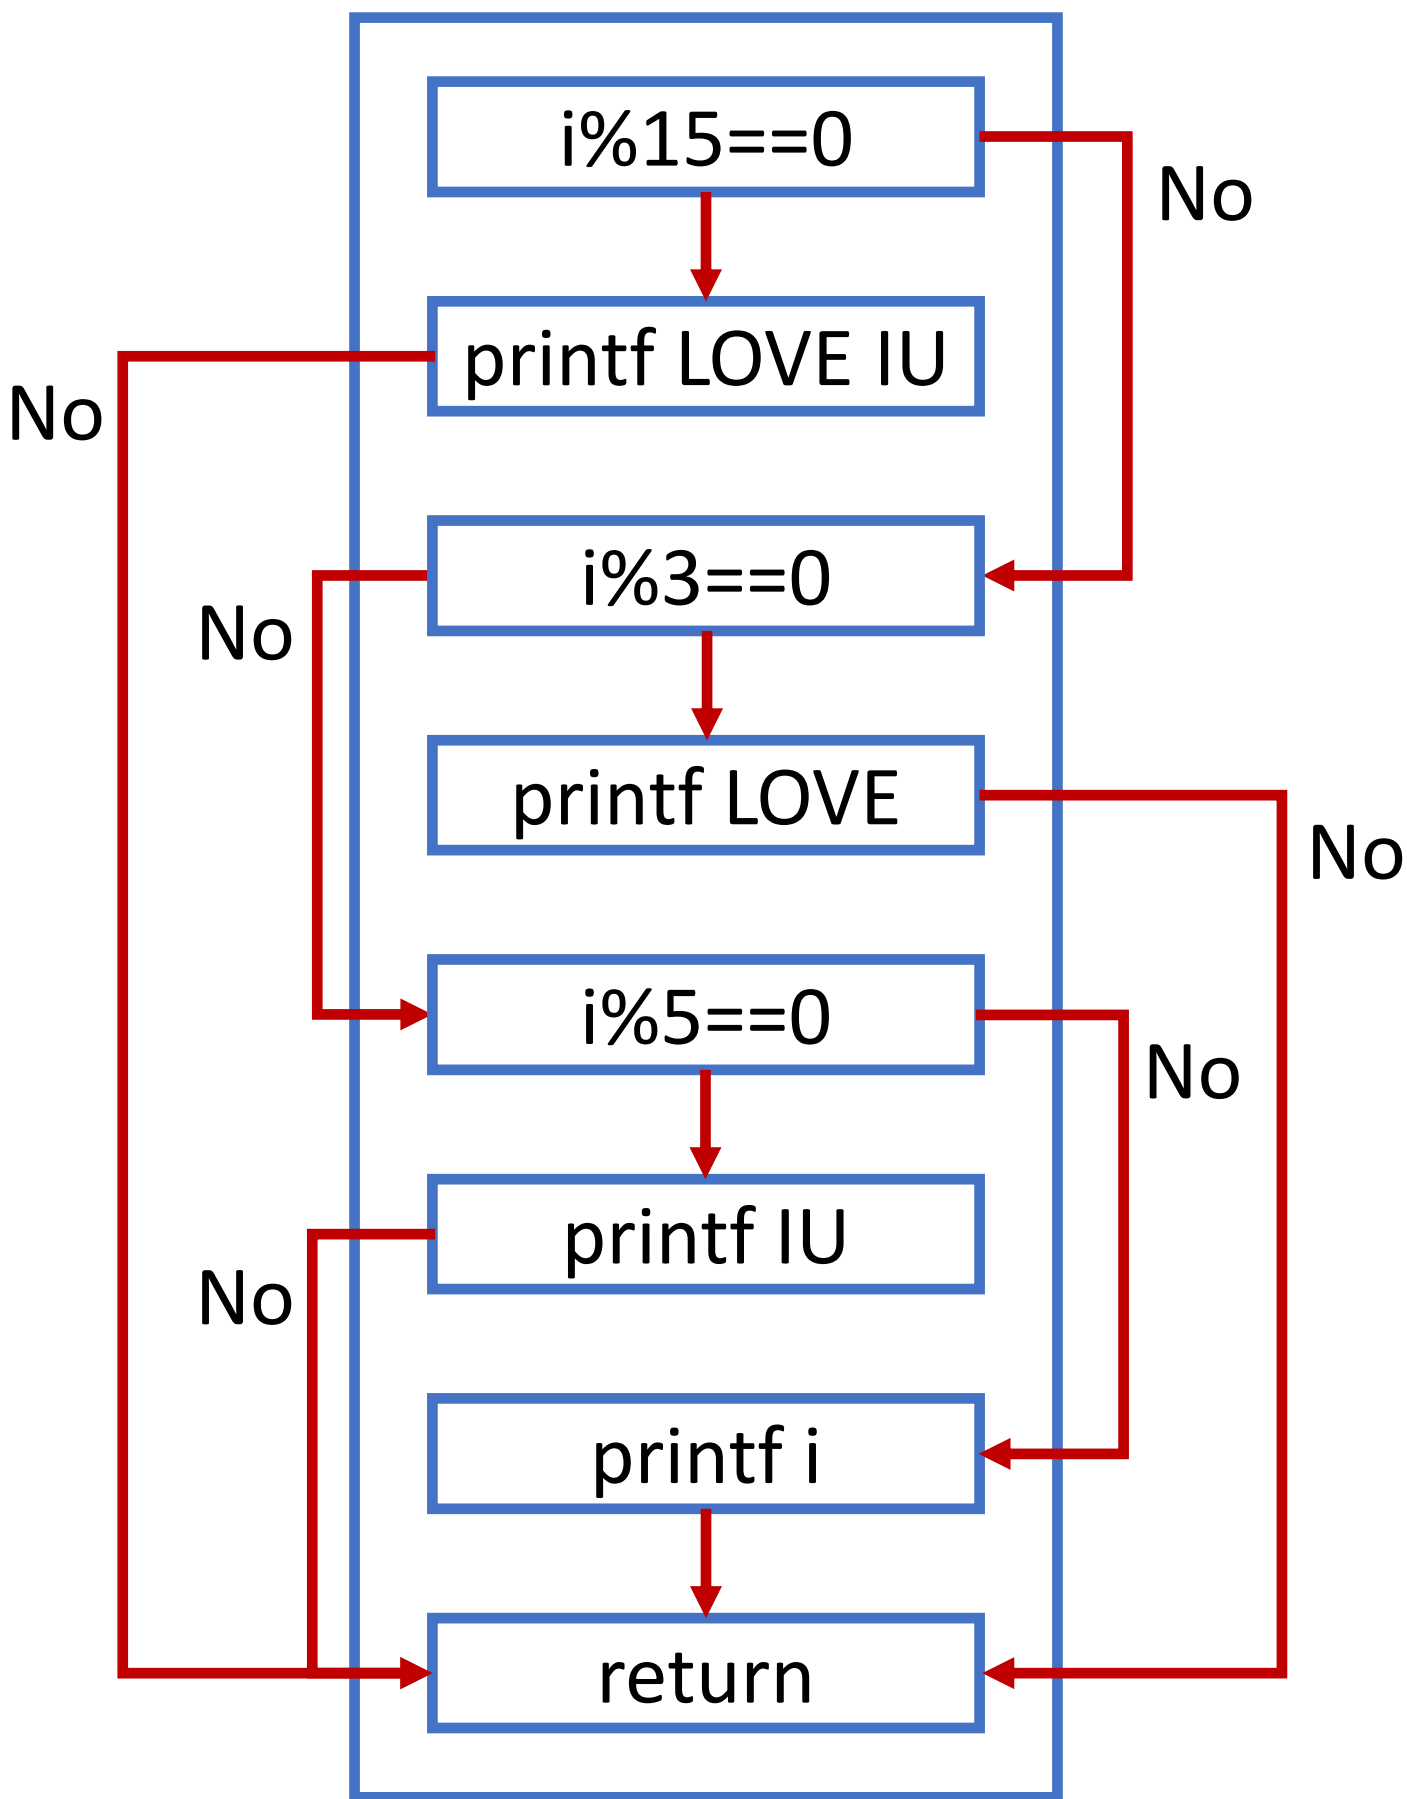 i%15==0
No
printf LOVE IU
No
i%3==0
No
printf LOVE
No
i%5==0
No
printf IU
No
printf i
return